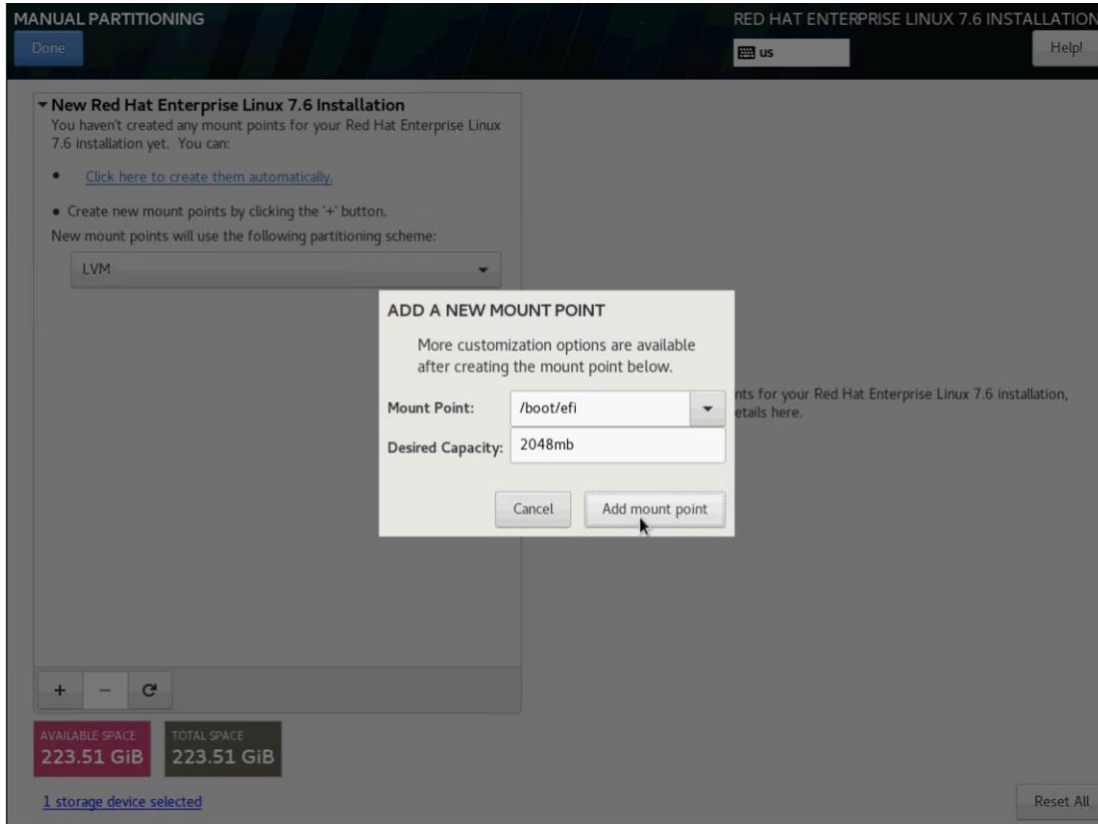 MANUAL PARTITIONING
RED HAT ENTERPRISE LINUX 7.6 INSTALLATION
Done
us
Help!
New Red Hat Enterprise Linux 7.6 Installation
You haven't created any mount points for your Red Hat Enterprise Linux
7.6 installation yet. You can:
• Click here to create them automatically.
• Create new mount points by clicking the '+' button.
New mount points will use the following partitioning scheme:
LVM
ADD A NEW MOUNT POINT
More customization options are available
after creating the mount point below.
Mount Point: /boot/efi
Desired Capacity: 2048mb
Cancel
Add mount point
nts for your Red Hat Enterprise Linux 7.6 installation,
etails here.
+ −
AVAILABLE SPACE
223.51 GiB
TOTAL SPACE
223.51 GiB
1 storage device selected
Reset All